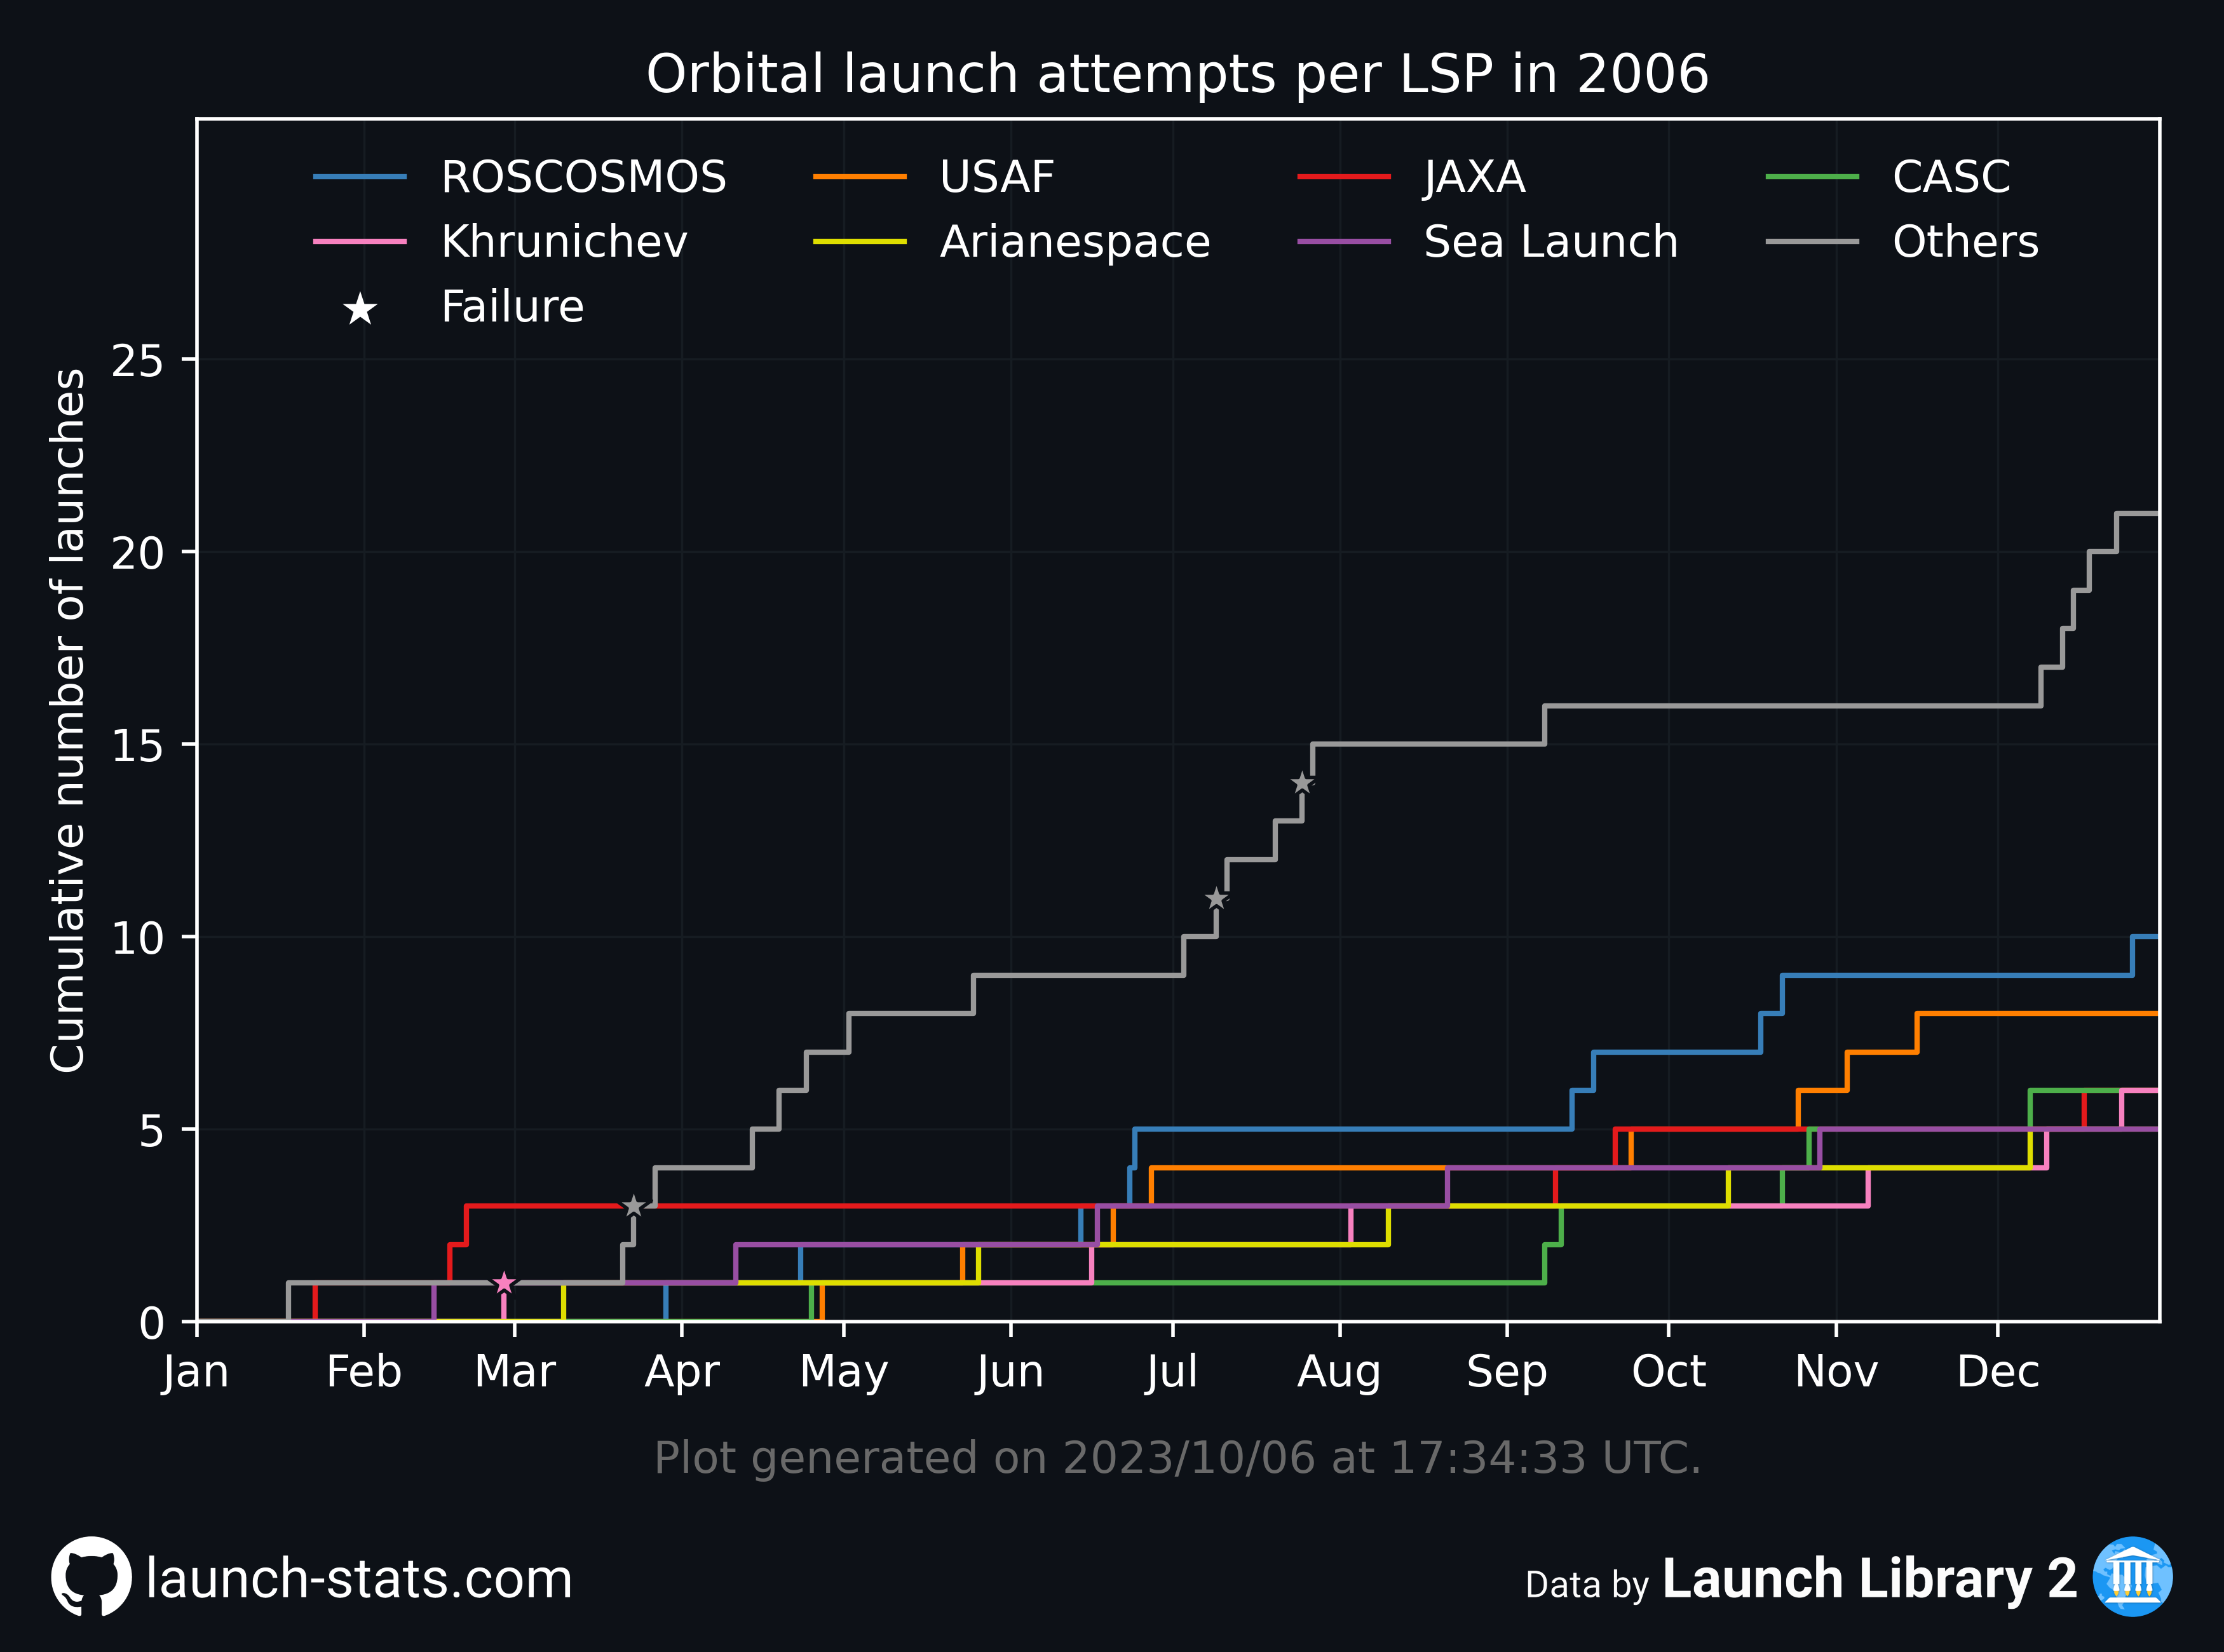 Orbital launch attempts per LSP in 2006
ROSCOSMOS USAF JAXA CASC
Khrunichev Arianespace Sea Launch Others
Failure
Cumulative number of launches
25
20
15
10
5
0
Jan Feb Mar Apr May Jun Jul Aug Sep Oct Nov Dec
Plot generated on 2023/10/06 at 17:34:33 UTC.
launch-stats.com Data by Launch Library 2